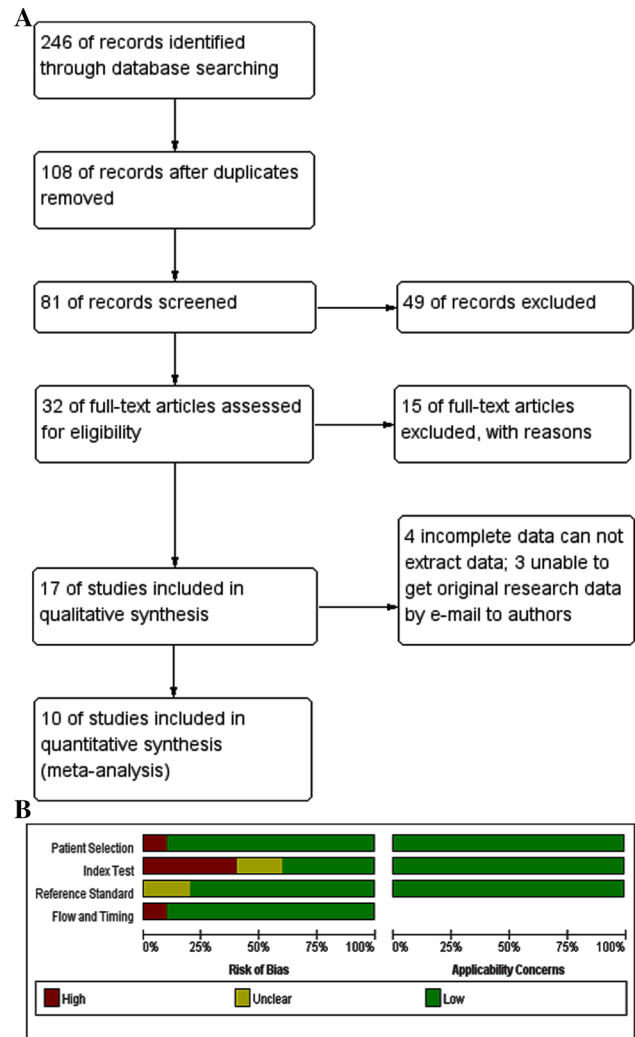 A
246 of records identified
through database searching
108 of records after duplicates
removed
81 of records screened
49 of records excluded
32 of full-text articles assessed
for eligibility
15 of full-text articles
excluded, with reasons
4 incomplete data can not
extract data; 3 unable to
get original research data
by e-mail to authors
17 of studies included in
qualitative synthesis
10 of studies included in
quantitative synthesis
(meta-analysis)
B
Patient Selection
Index Test
Reference Standard
Flow and Timing
0% 25% 50% 75% 100%
0% 25% 50% 75% 100%
Risk of Bias
Applicability Concerns
High
Unclear
Low